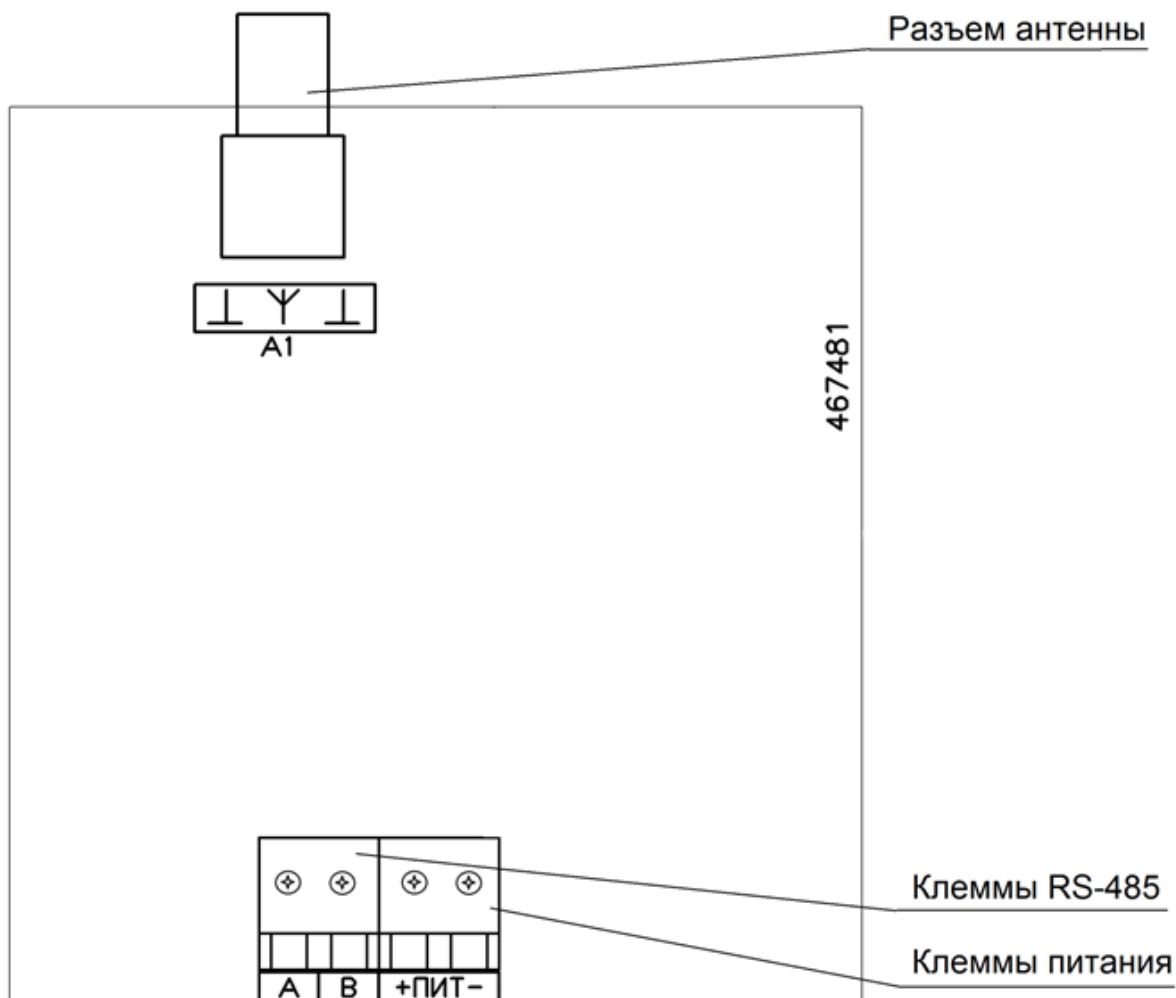 Разъем антенны
A1
467481
Клеммы RS-485
Клеммы питания
A B +ПИТ-